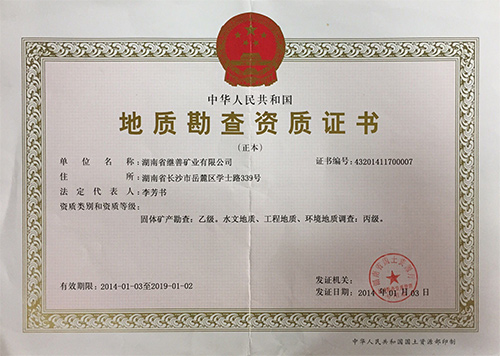 中华人民共和国
地质勘查资质证书
(正本)
单位名称:湖南省继善矿业有限公司
证书编号:43201411700007
住所:湖南省长沙市岳麓区学士路339号
法定代表人:李芳书
资质类别和资质等级:
固体矿产勘查:乙级。水文地质、工程地质、环境地质调查:丙级。
有效期限:2014-01-03至2019-01-02
发证机关:
发证日期:2014年01月03日
中华人民共和国国土资源部印制